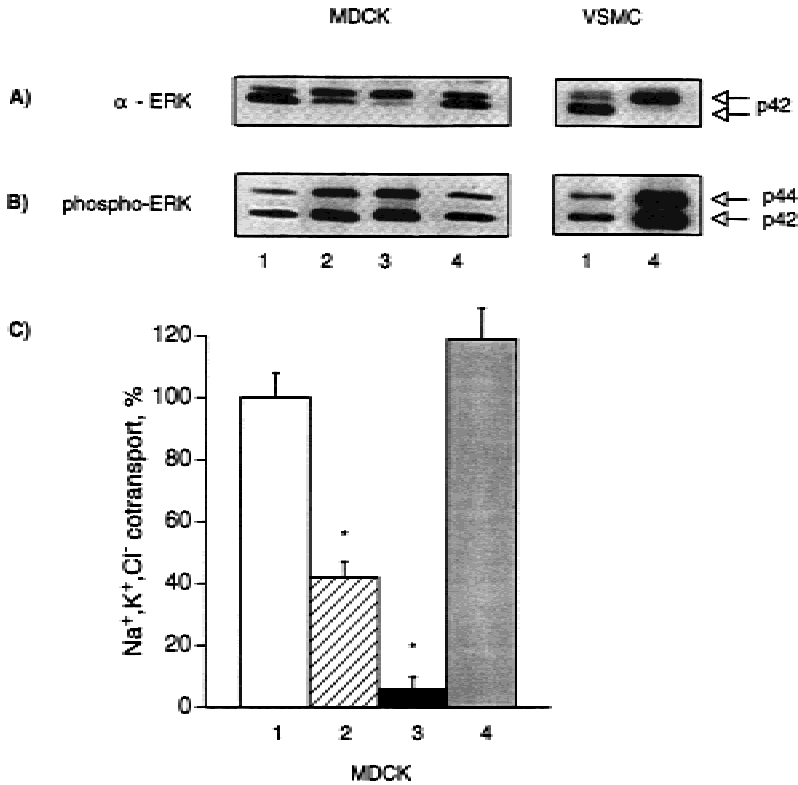 MDCK VSMC
A) α - ERK p42
B) phospho-ERK p44
p42
1 2 3 4 1 4
C)
Na+,K+,Cl- cotransport, %
120
100
80
60
40
20
0
*
*
1 2 3 4
MDCK